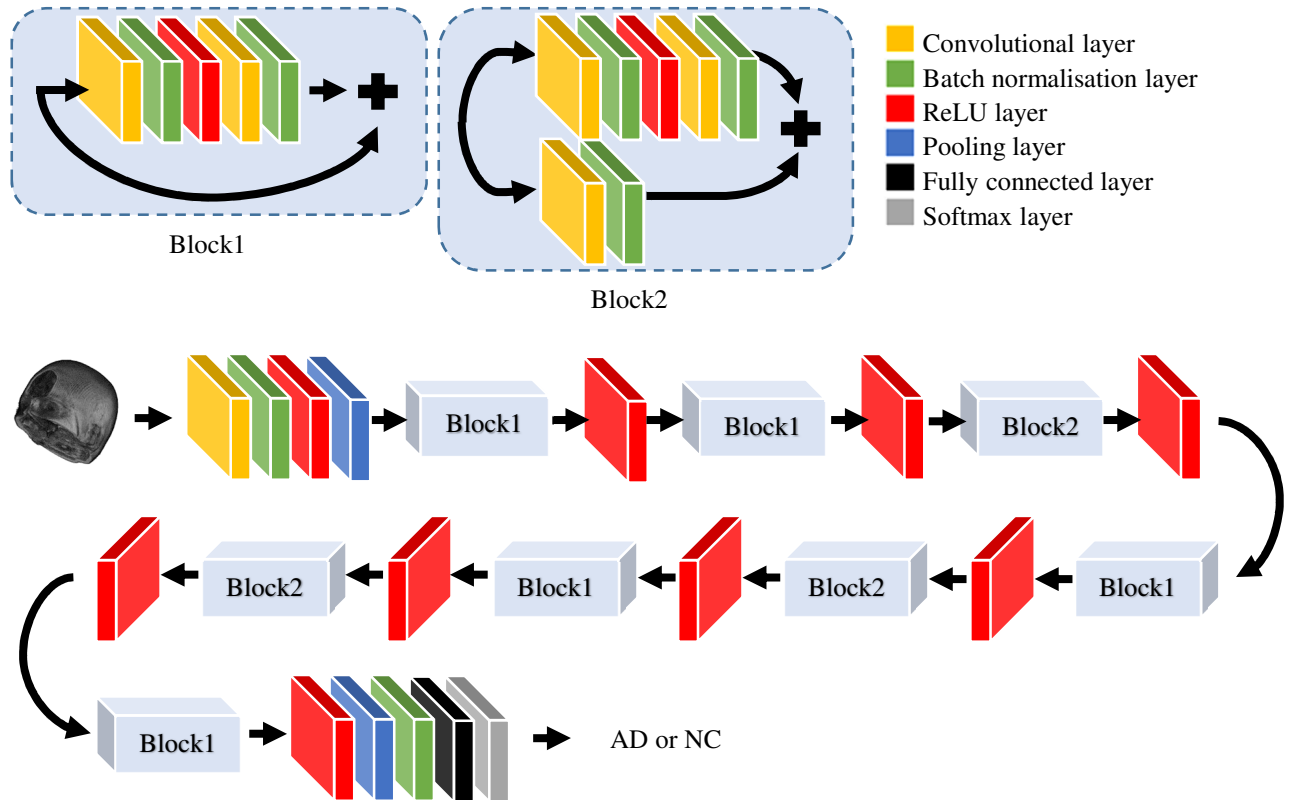 Convolutional layer
Batch normalisation layer
ReLU layer
Pooling layer
Fully connected layer
Softmax layer
Block1
Block2
Block1
Block1
Block2
Block2
Block1
Block2
Block1
Block1
AD or NC